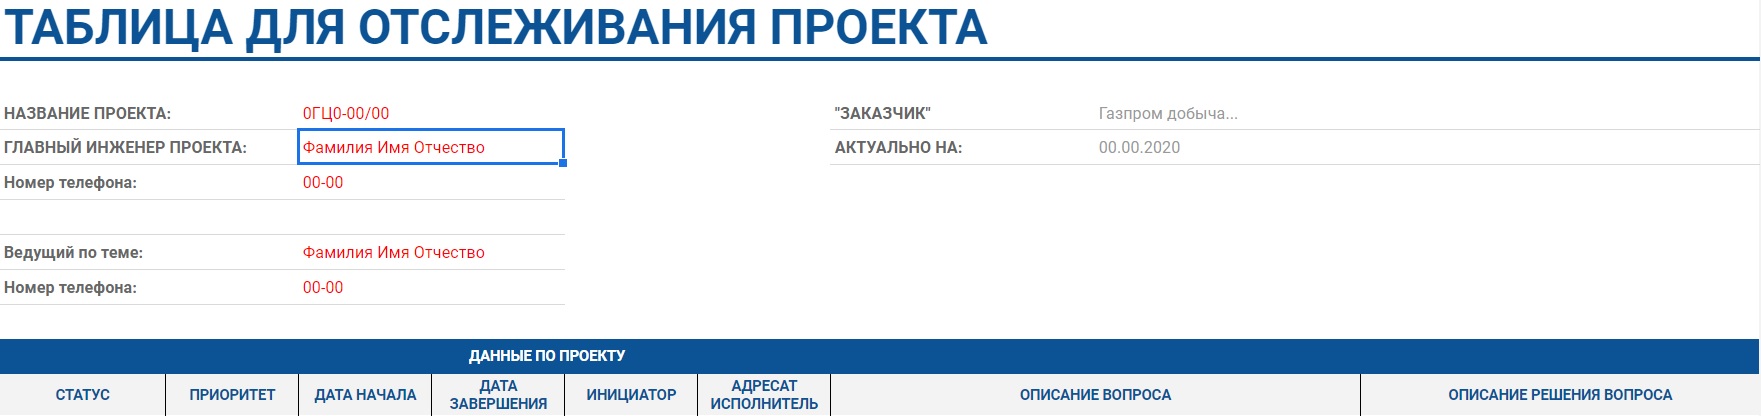 ТАБЛИЦА ДЛЯ ОТСЛЕЖИВАНИЯ ПРОЕКТА
НАЗВАНИЕ ПРОЕКТА: 0ГЦ0-00/00 "ЗАКАЗЧИК" Газпром добыча...
ГЛАВНЫЙ ИНЖЕНЕР ПРОЕКТА: Фамилия Имя Отчество АКТУАЛЬНО НА: 00.00.2020
Номер телефона: 00-00
Ведущий по теме: Фамилия Имя Отчество
Номер телефона: 00-00
ДАННЫЕ ПО ПРОЕКТУ
СТАТУС ПРИОРИТЕТ ДАТА НАЧАЛА ДАТА ЗАВЕРШЕНИЯ ИНИЦИАТОР АДРЕСАТ ИСПОЛНИТЕЛЬ ОПИСАНИЕ ВОПРОСА ОПИСАНИЕ РЕШЕНИЯ ВОПРОСА